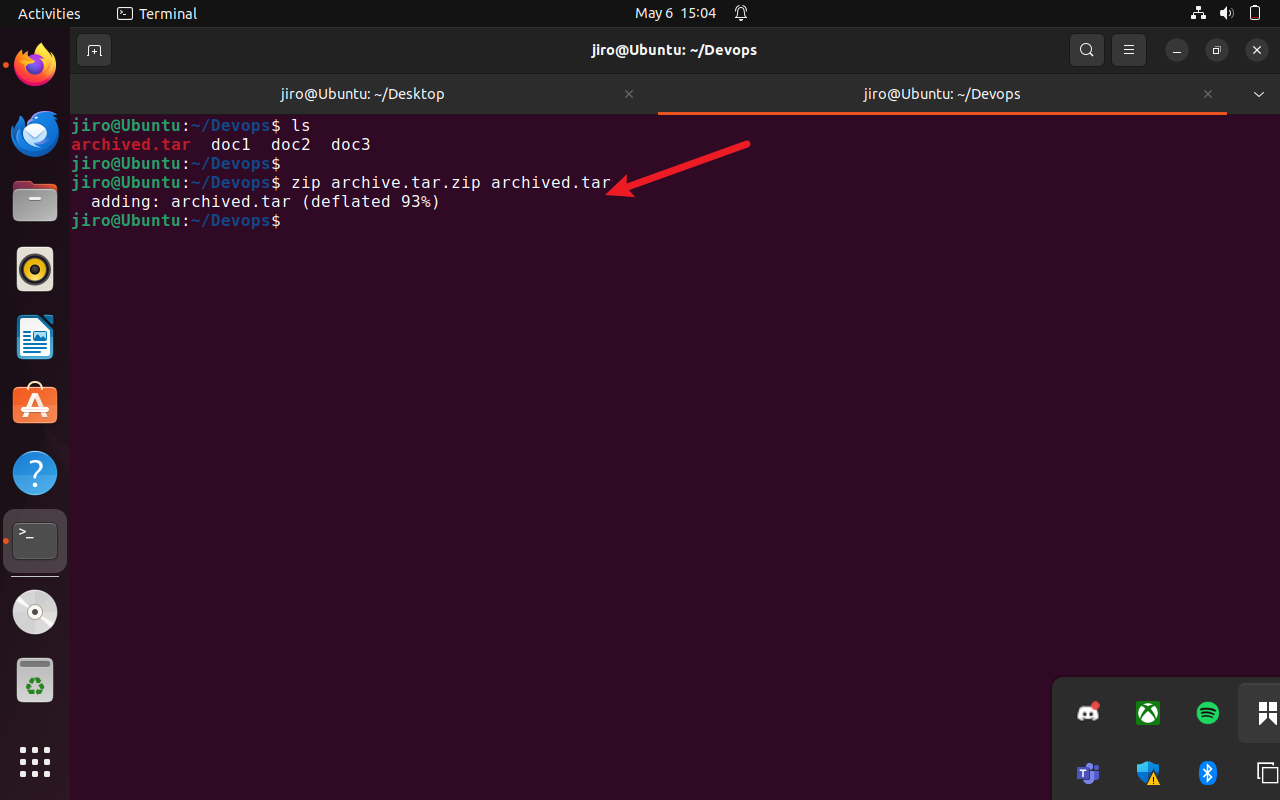 Activities
Terminal
May 6 15:04
jiro@Ubuntu: ~/Devops
jiro@Ubuntu: ~/Desktop
jiro@Ubuntu: ~/Devops
jiro@Ubuntu:~/Devops$ ls
archived.tar doc1 doc2 doc3
jiro@Ubuntu:~/Devops$
jiro@Ubuntu:~/Devops$ zip archive.tar.zip archived.tar
adding: archived.tar (deflated 93%)
jiro@Ubuntu:~/Devops$